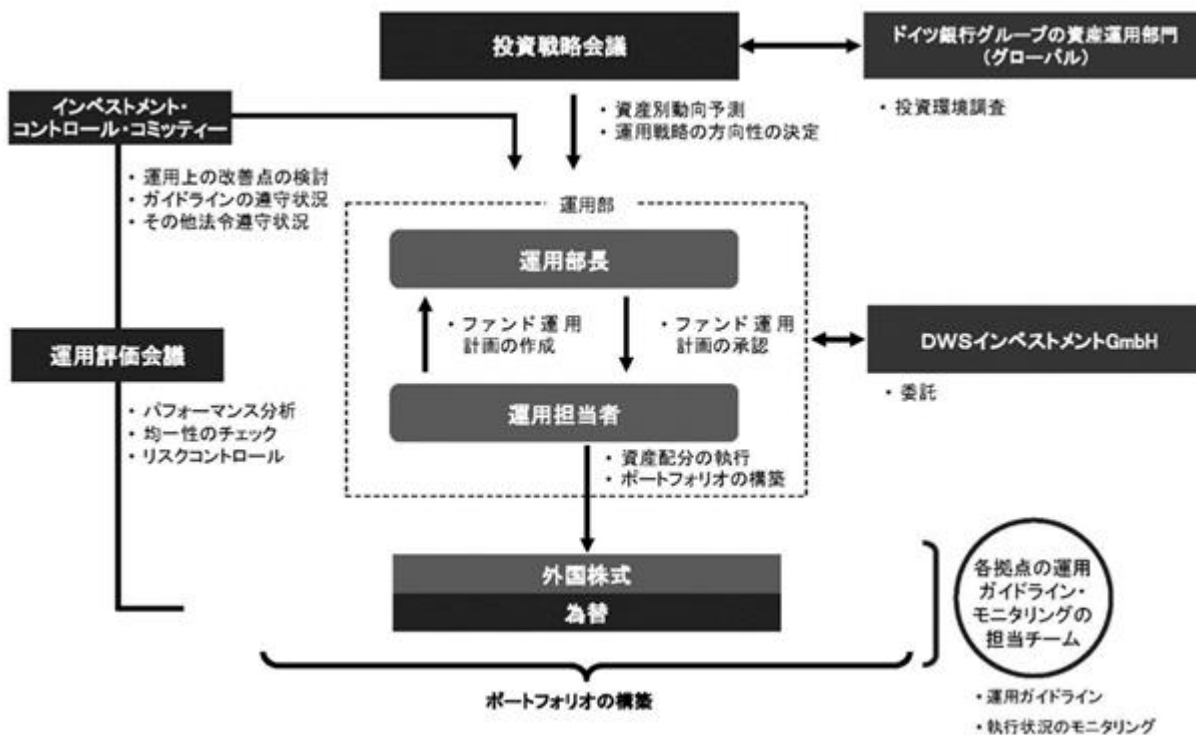 投資戦略会議
ドイツ銀行グループの資産運用部門
(グローバル)
・投資環境調査
・資産別動向予測
・運用戦略の方向性の決定
インベストメント・
コントロール・コミッティー
・運用上の改善点の検討
・ガイドラインの遵守状況
・その他法令遵守状況
運用部
運用部長
・ファンド運用
計画の作成
・ファンド運用
計画の承認
運用担当者
DWSインベストメントGmbH
・委託
運用評価会議
・パフォーマンス分析
・均一性のチェック
・リスクコントロール
・資産配分の執行
・ポートフォリオの構築
外国株式
為替
ポートフォリオの構築
各拠点の運用
ガイドライン・
モニタリングの
担当チーム
・運用ガイドライン
・執行状況のモニタリング